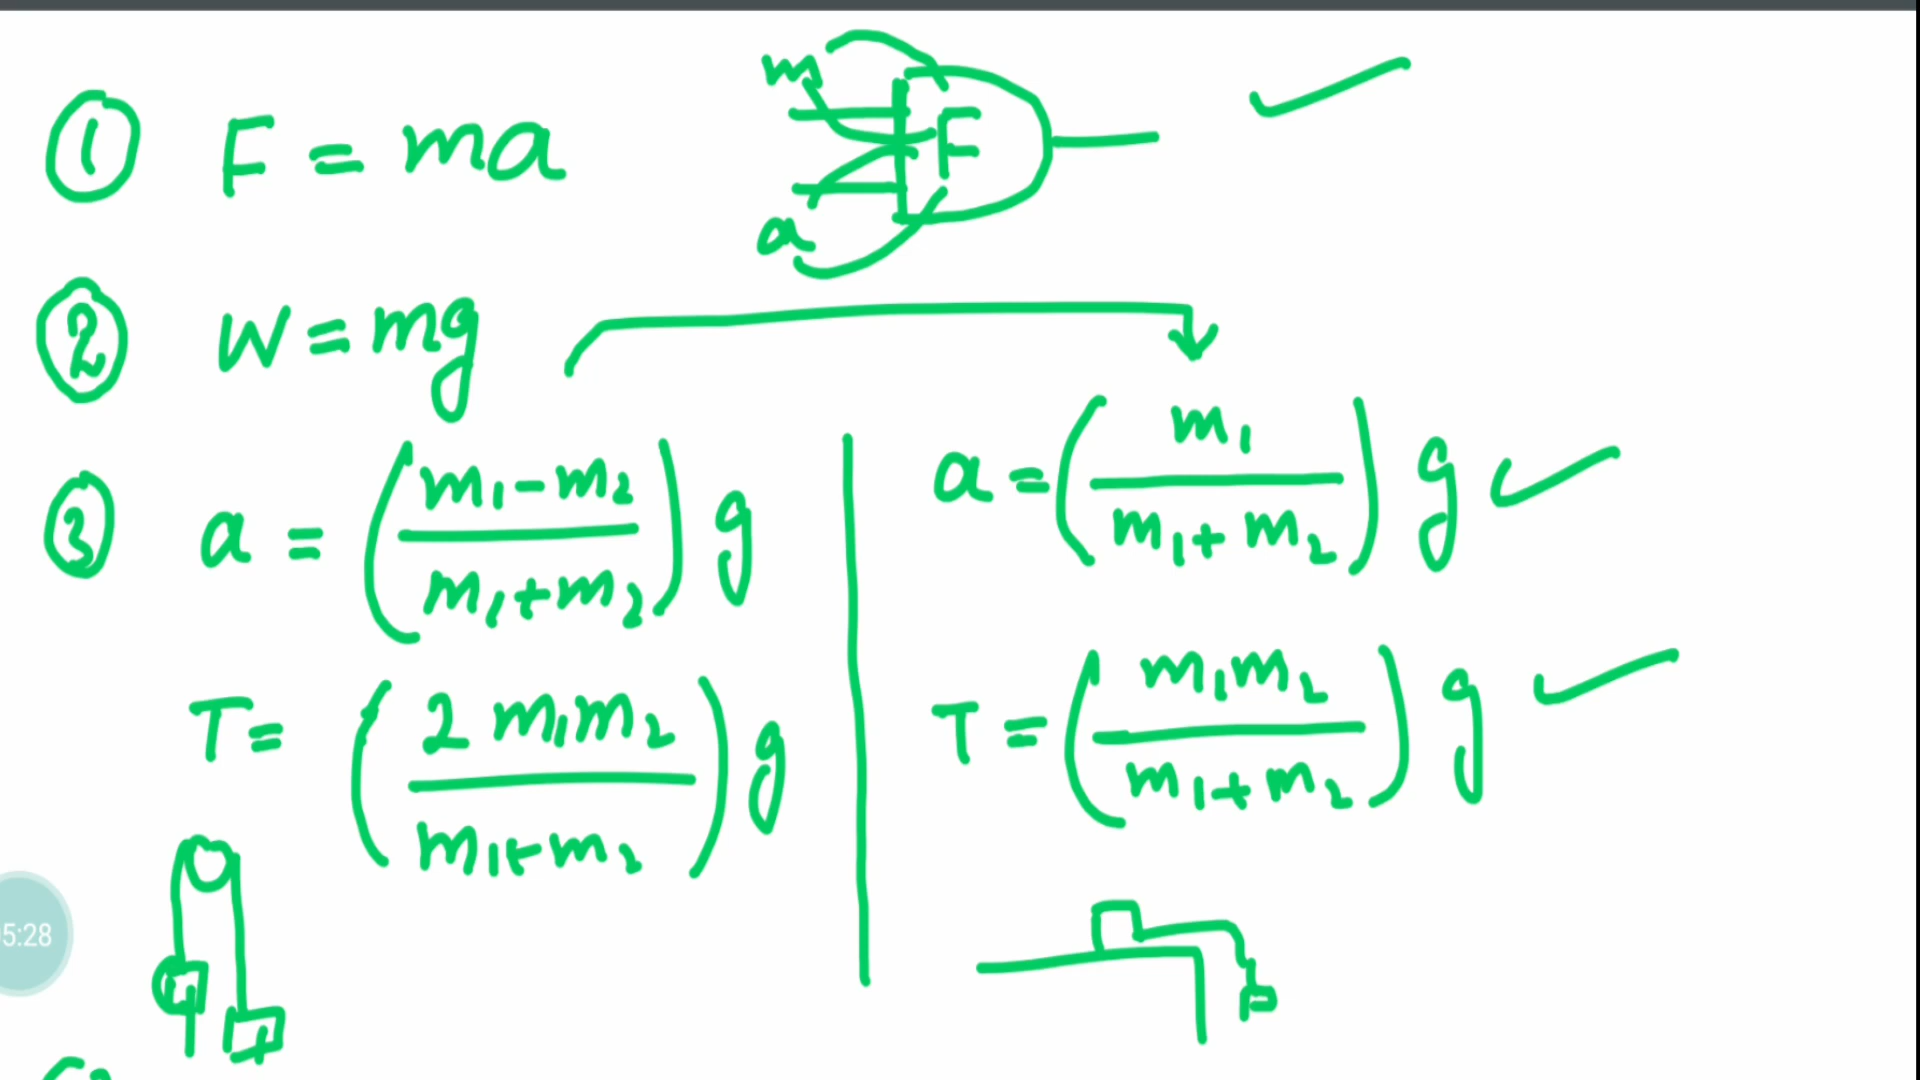 ① F = ma
m
F
a
② W = mg
③ a = (m₁ - m₂ / m₁ + m₂) g
a = (m₁ / m₁ + m₂) g
T = (2 m₁m₂ / m₁ + m₂) g
T = (m₁m₂ / m₁ + m₂) g
5:28